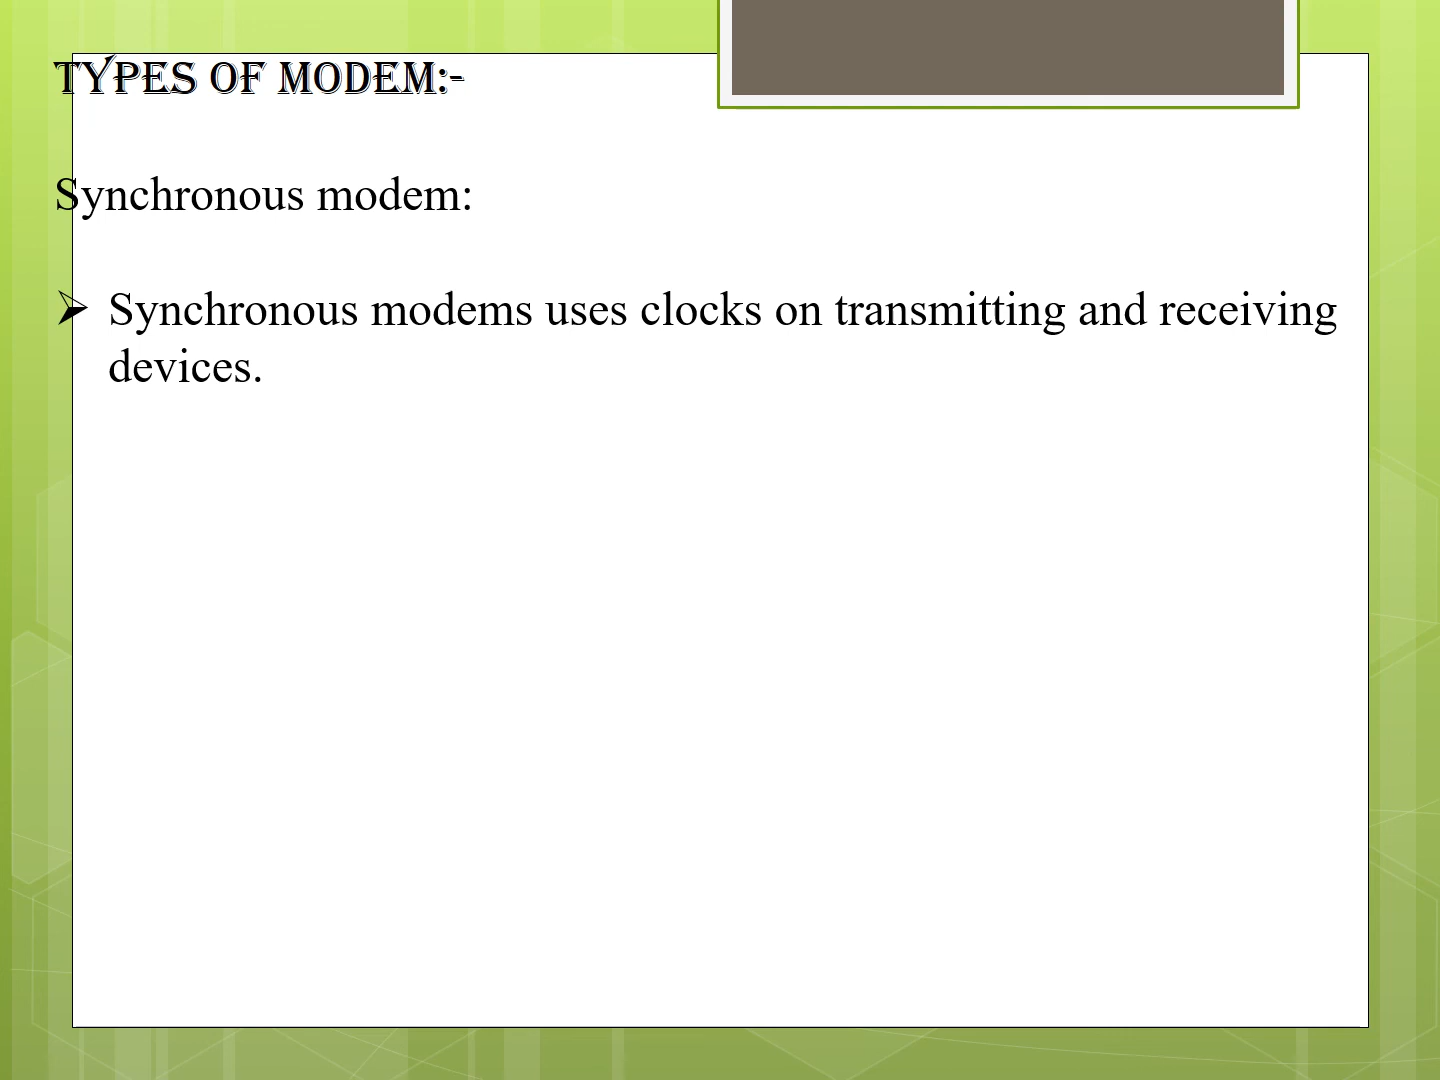 TYPES OF MODEM:-
Synchronous modem:
➢ Synchronous modems uses clocks on transmitting and receiving
devices.